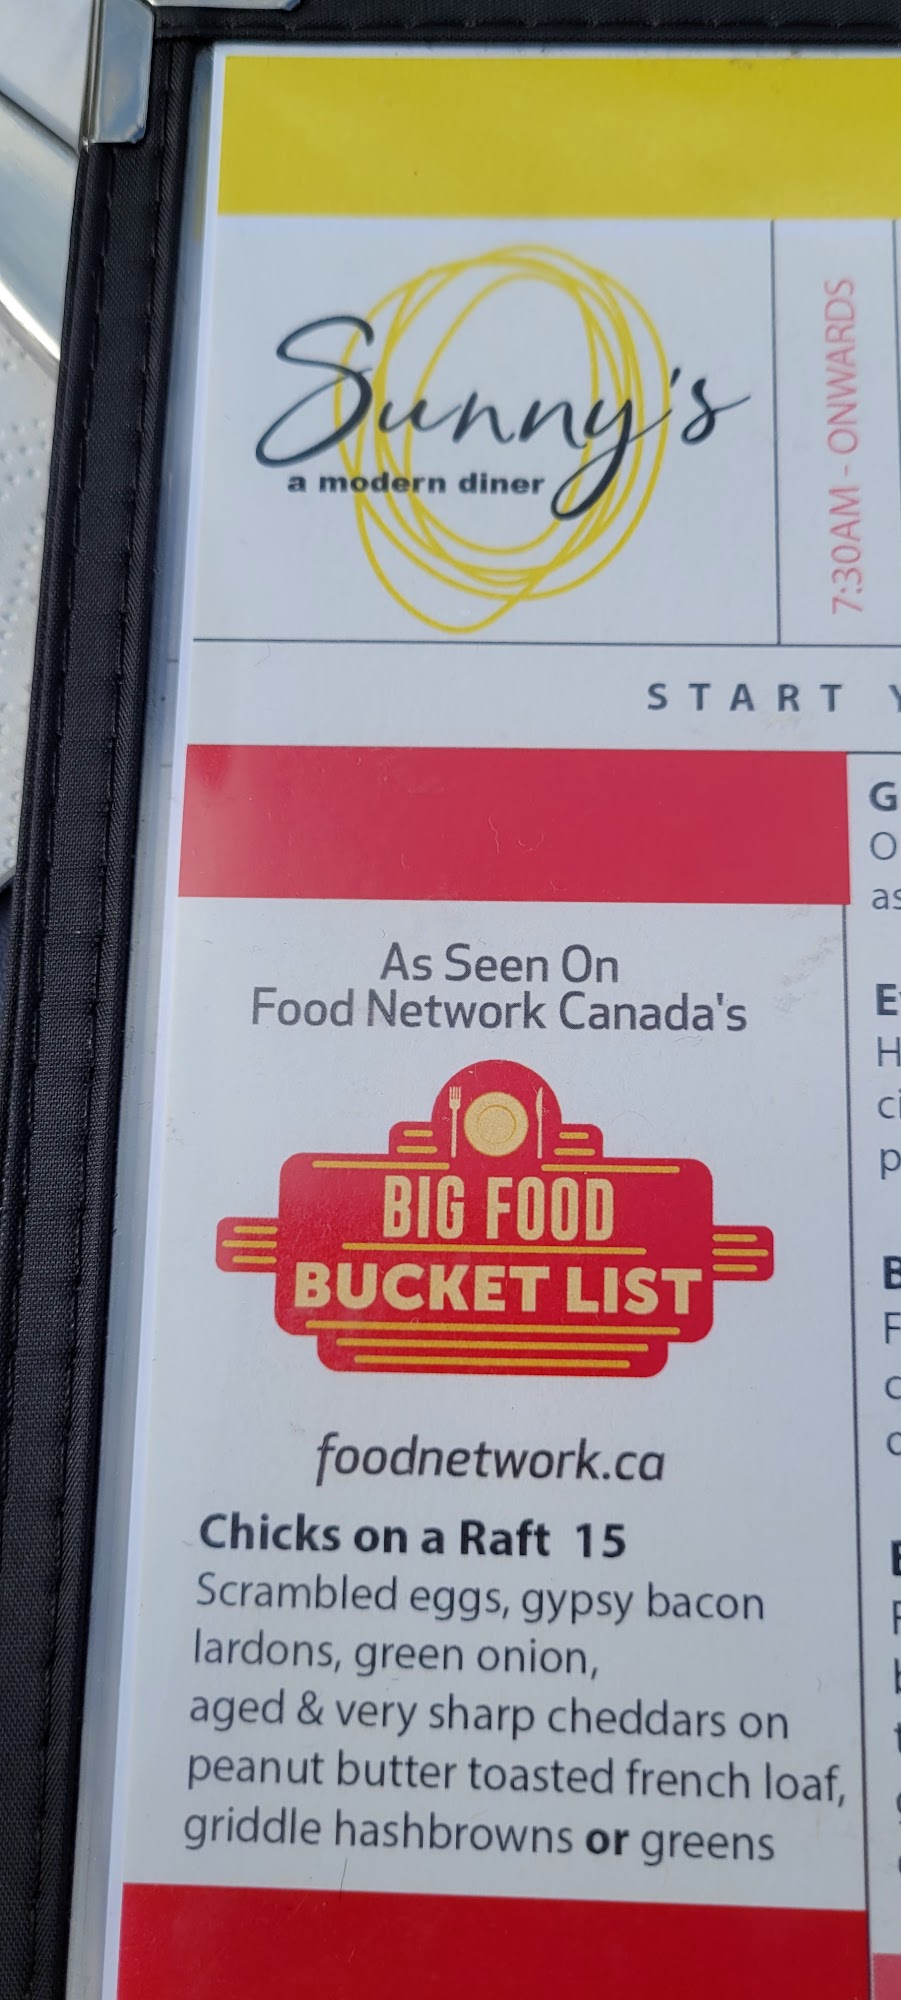 Sunny's
a modern diner
7:30AM - ONWARDS
START
As Seen On
Food Network Canada's
BIG FOOD
BUCKET LIST
foodnetwork.ca
Chicks on a Raft 15
Scrambled eggs, gypsy bacon
lardons, green onion,
aged & very sharp cheddars on
peanut butter toasted french loaf,
griddle hashbrowns or greens